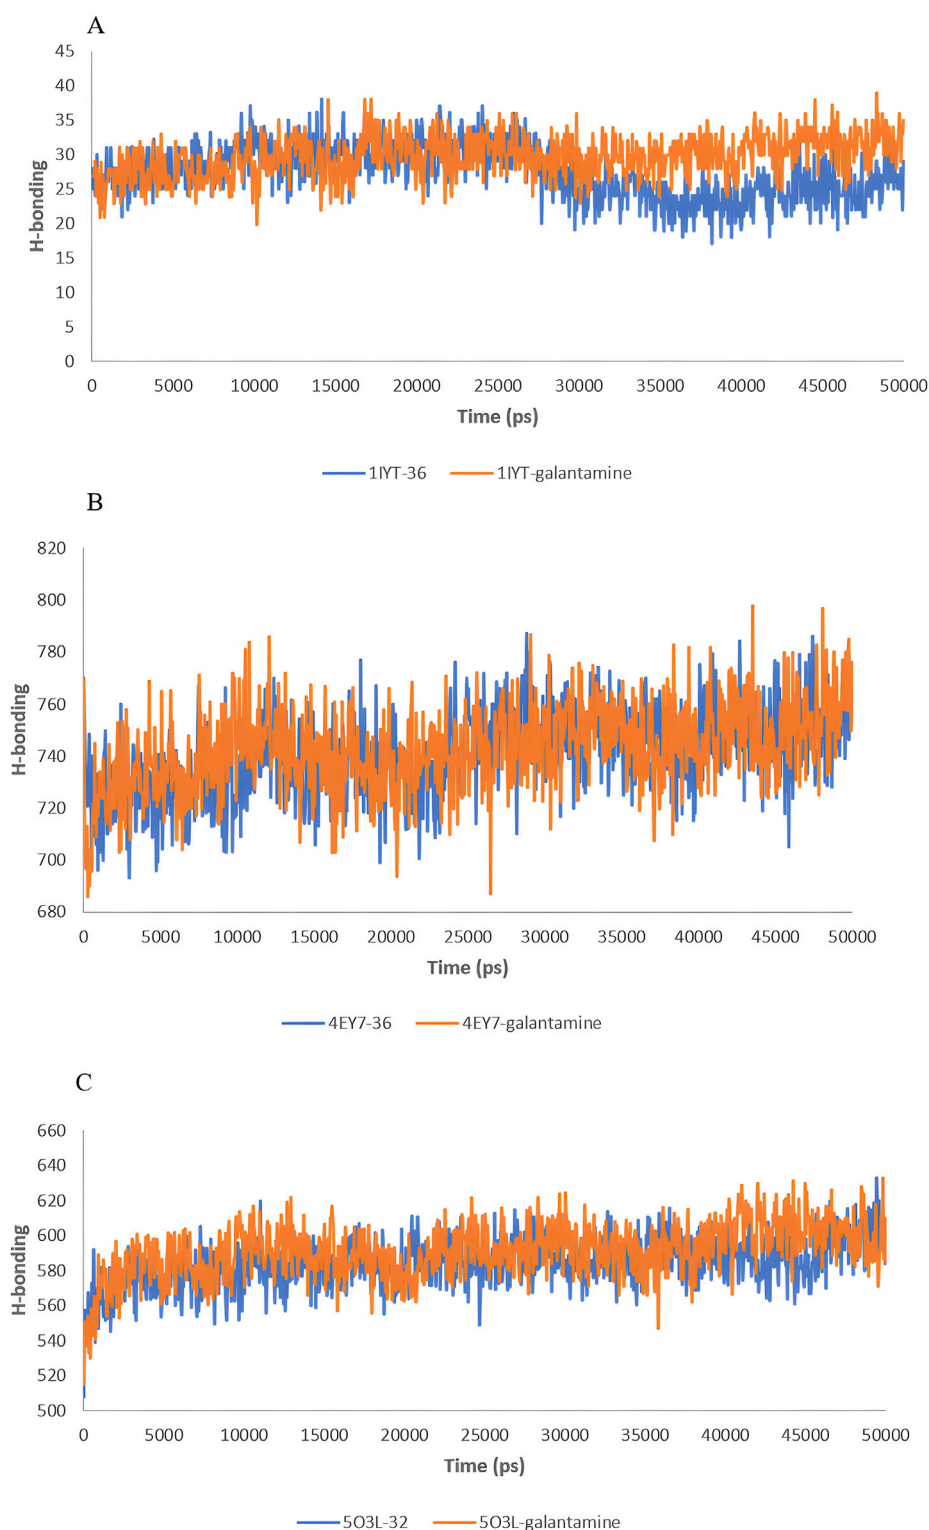 A
45
40
35
30
25
20
15
10
5
0
H-bonding
0 5000 10000 15000 20000 25000 30000 35000 40000 45000 50000
Time (ps)
1IYT-36 1IYT-galantamine
B
820
800
780
760
740
720
700
680
H-bonding
0 5000 10000 15000 20000 25000 30000 35000 40000 45000 50000
Time (ps)
4EY7-36 4EY7-galantamine
C
660
640
620
600
580
560
540
520
500
H-bonding
0 5000 10000 15000 20000 25000 30000 35000 40000 45000 50000
Time (ps)
5O3L-32 5O3L-galantamine